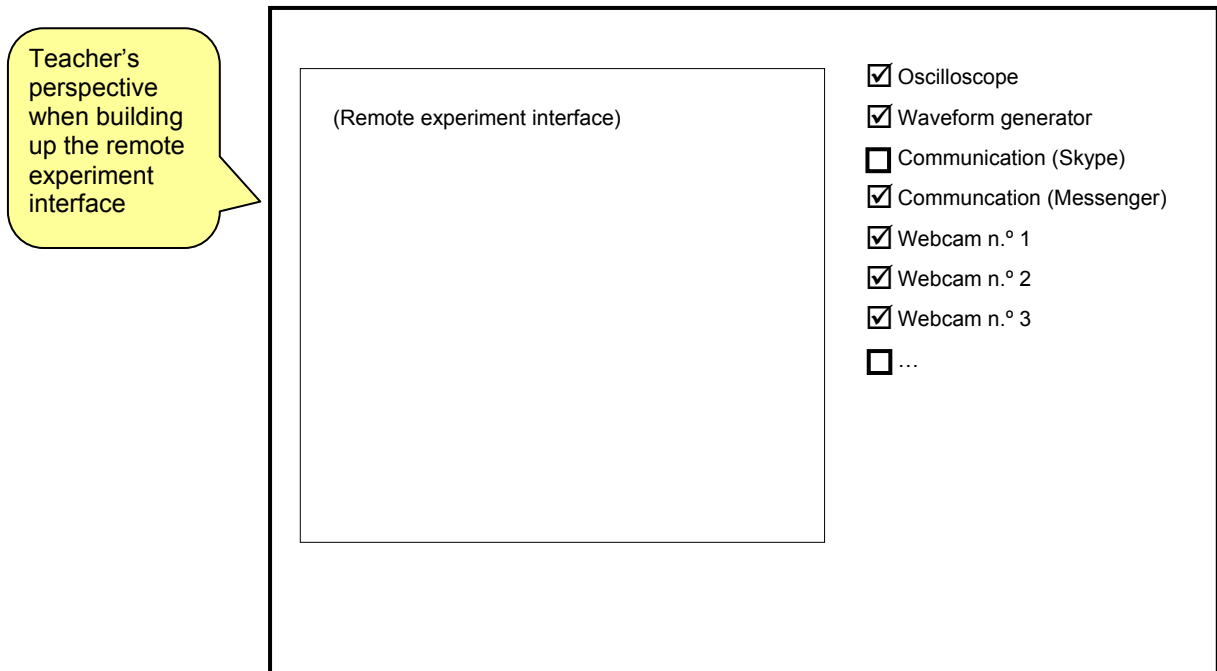 Teacher’s
perspective
when building
up the remote
experiment
interface
(Remote experiment interface)
Oscilloscope
Waveform generator
Communication (Skype)
Communcation (Messenger)
Webcam n.º 1
Webcam n.º 2
Webcam n.º 3
…